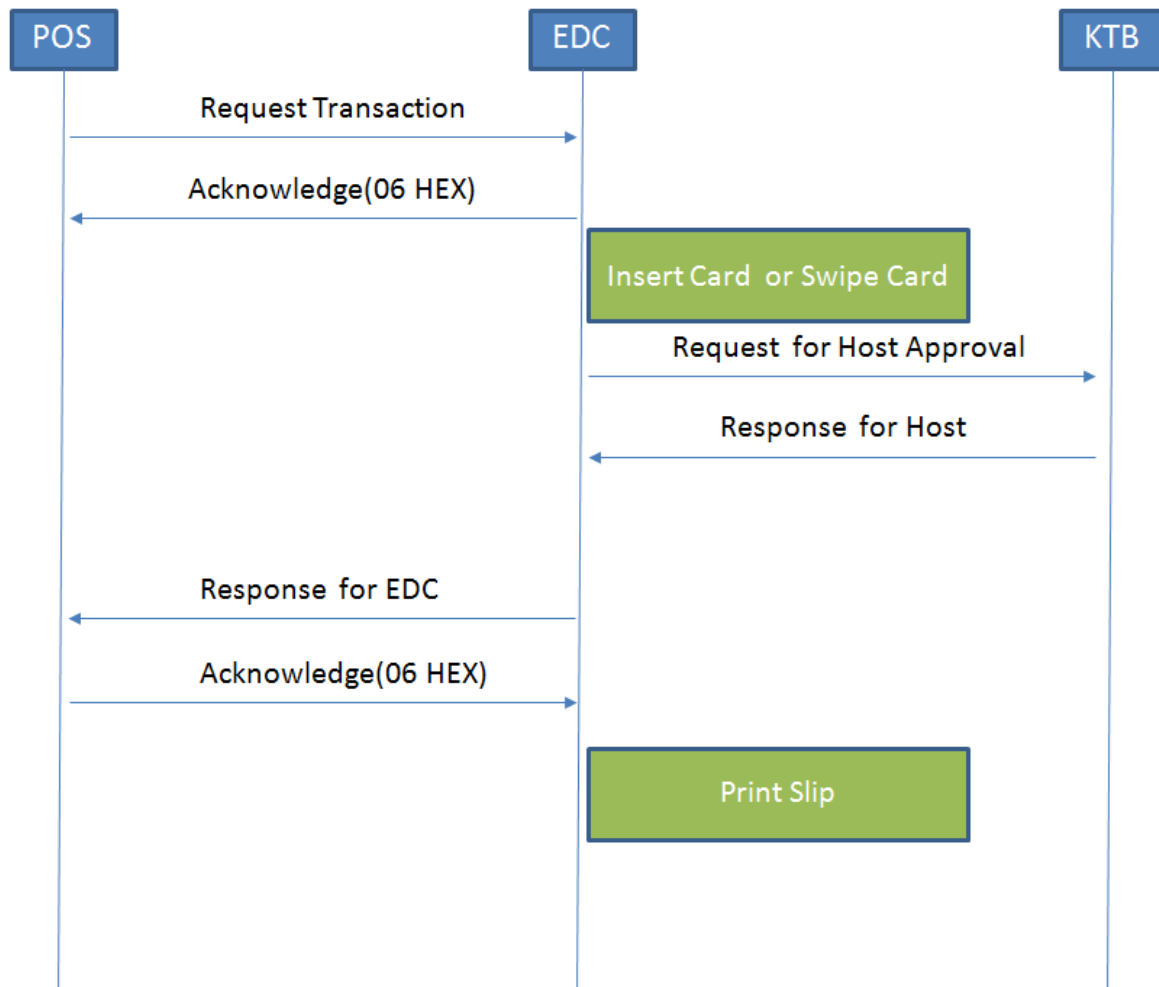 POS
EDC
KTB
Request Transaction
Acknowledge(06 HEX)
Insert Card or Swipe Card
Request for Host Approval
Response for Host
Response for EDC
Acknowledge(06 HEX)
Print Slip